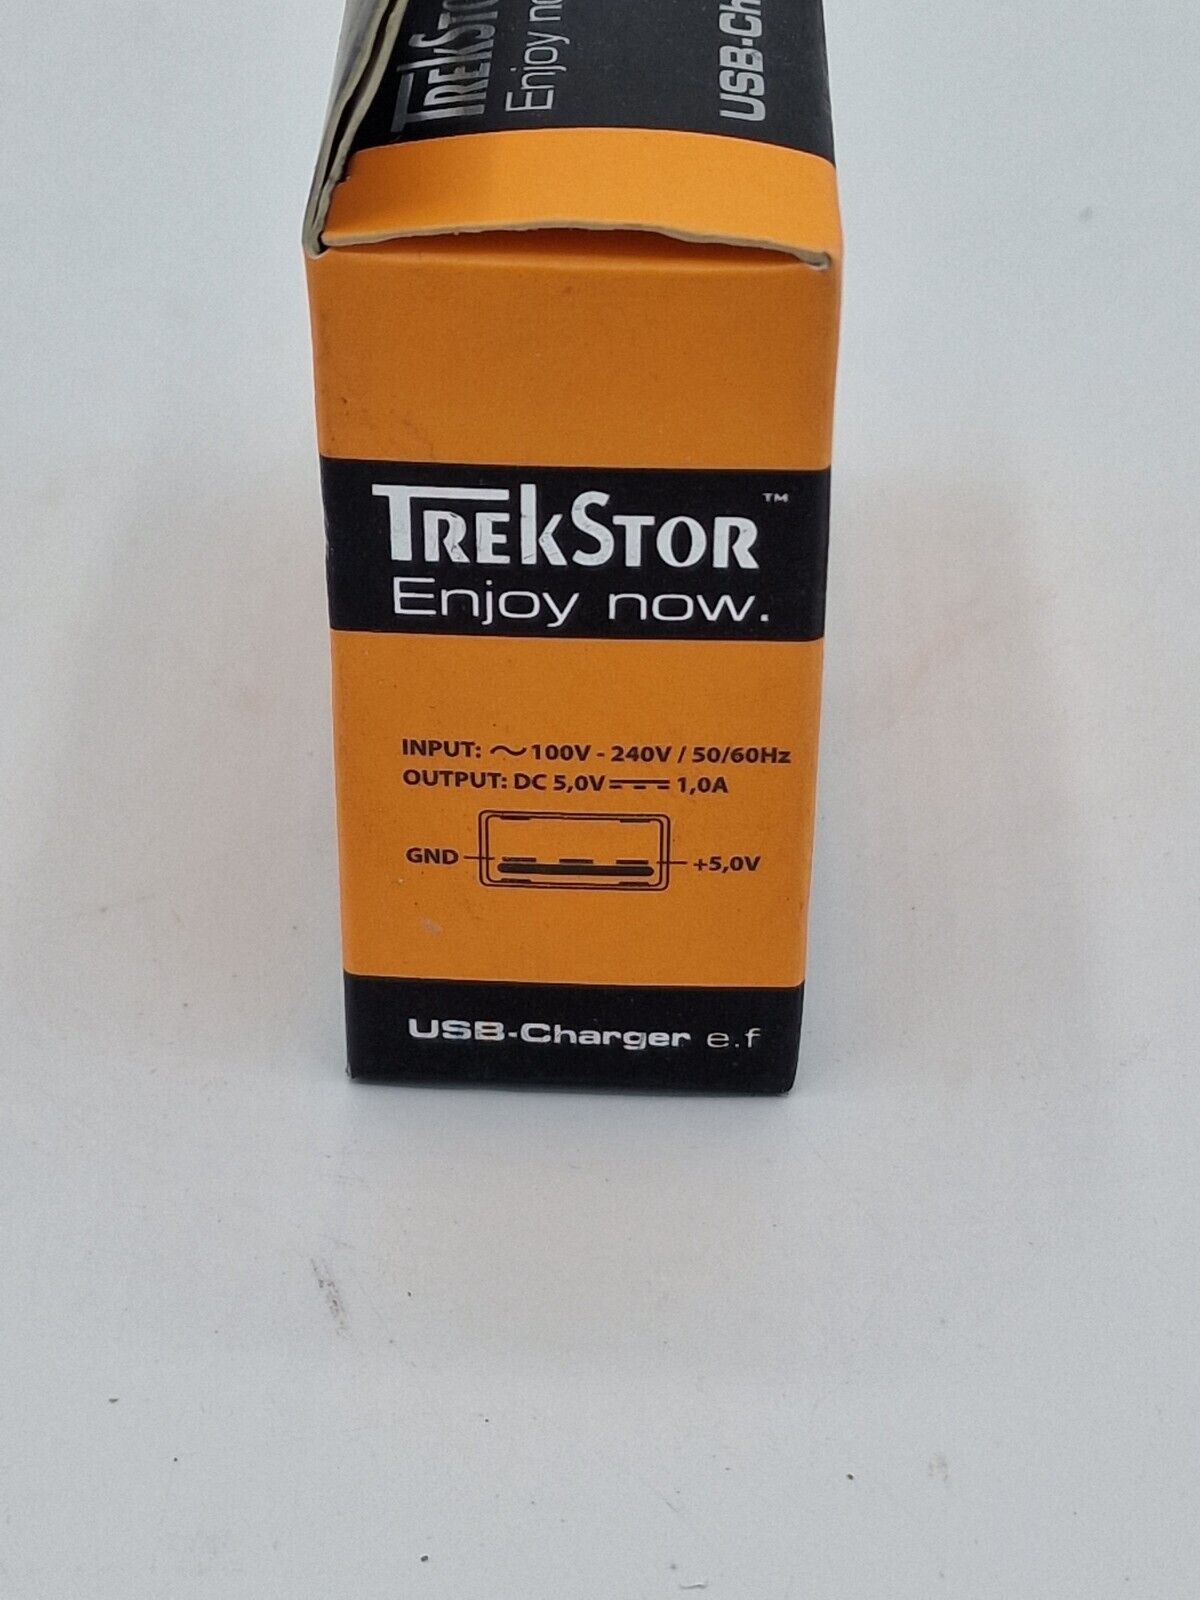 TREKSTOR
Enjoy
USB-Ch
TREKSTOR™
Enjoy now.
INPUT: ~100V - 240V / 50/60Hz
OUTPUT: DC 5,0V⎓1,0A
GND
+5,0V
USB-Charger e.f